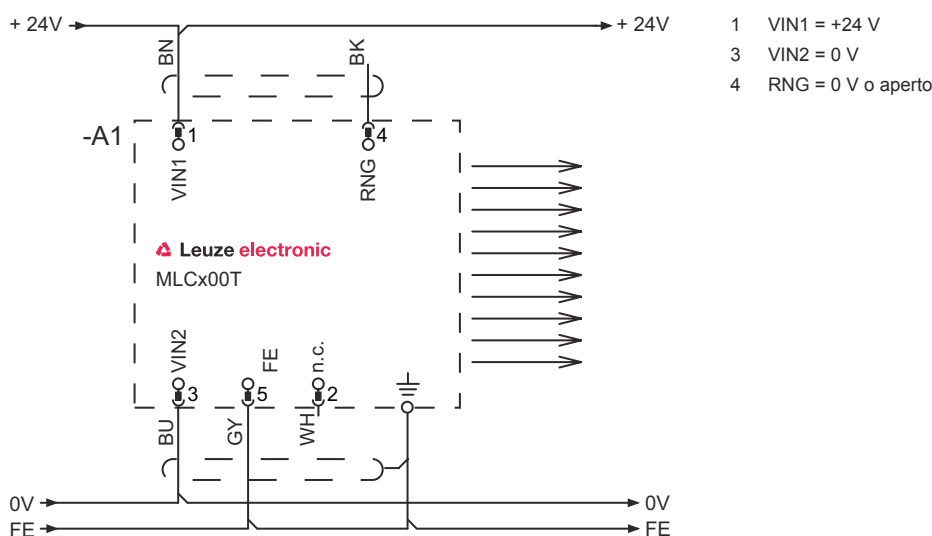 + 24V
+ 24V
1 VIN1 = +24 V
3 VIN2 = 0 V
4 RNG = 0 V o aperto
BN
BK
-A1
1
4
VIN1
RNG
Leuze electronic
MLCx00T
VIN2
FE
n.c.
3
5
2
BU
GY
WH
0V
0V
FE
FE